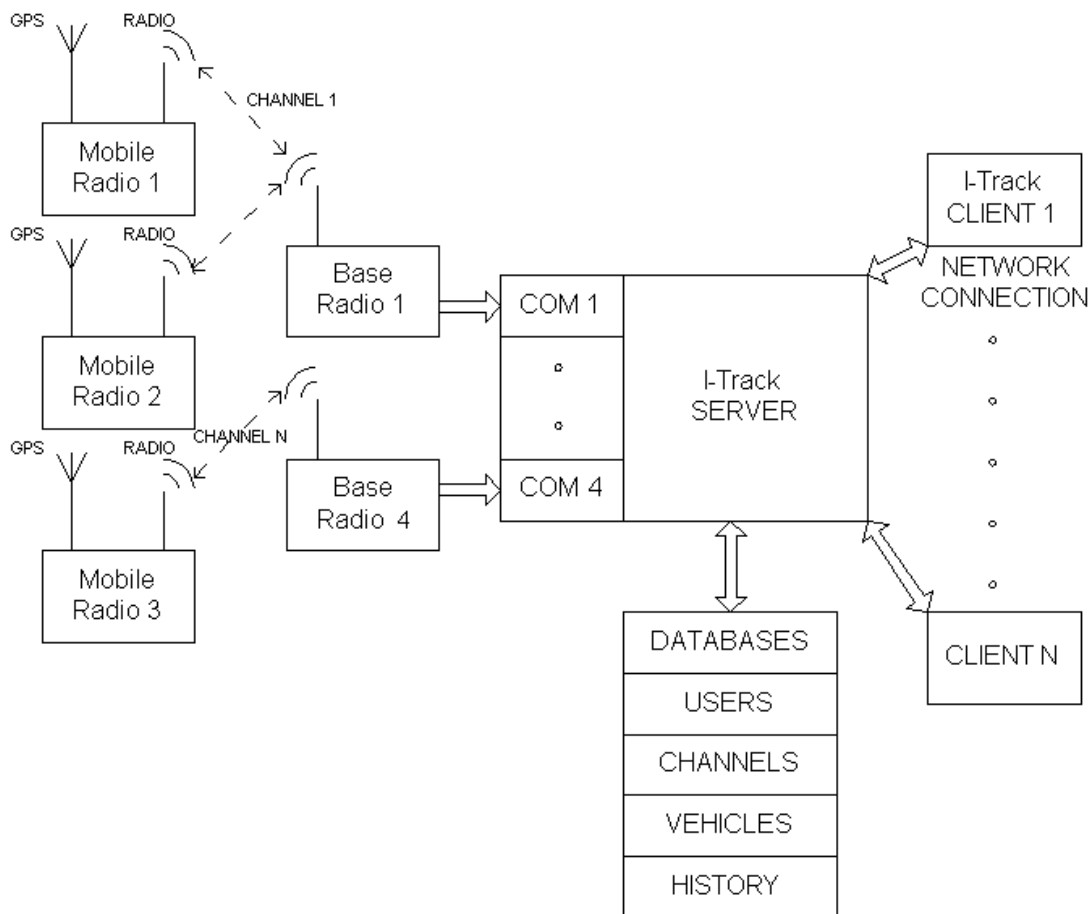 GPS
RADIO
CHANNEL 1
Mobile
Radio 1
GPS
RADIO
Mobile
Radio 2
GPS
RADIO
CHANNEL N
Mobile
Radio 3
Base
Radio 1
Base
Radio 4
COM 1
COM 4
I-Track
SERVER
I-Track
CLIENT 1
NETWORK
CONNECTION
CLIENT N
DATABASES
USERS
CHANNELS
VEHICLES
HISTORY